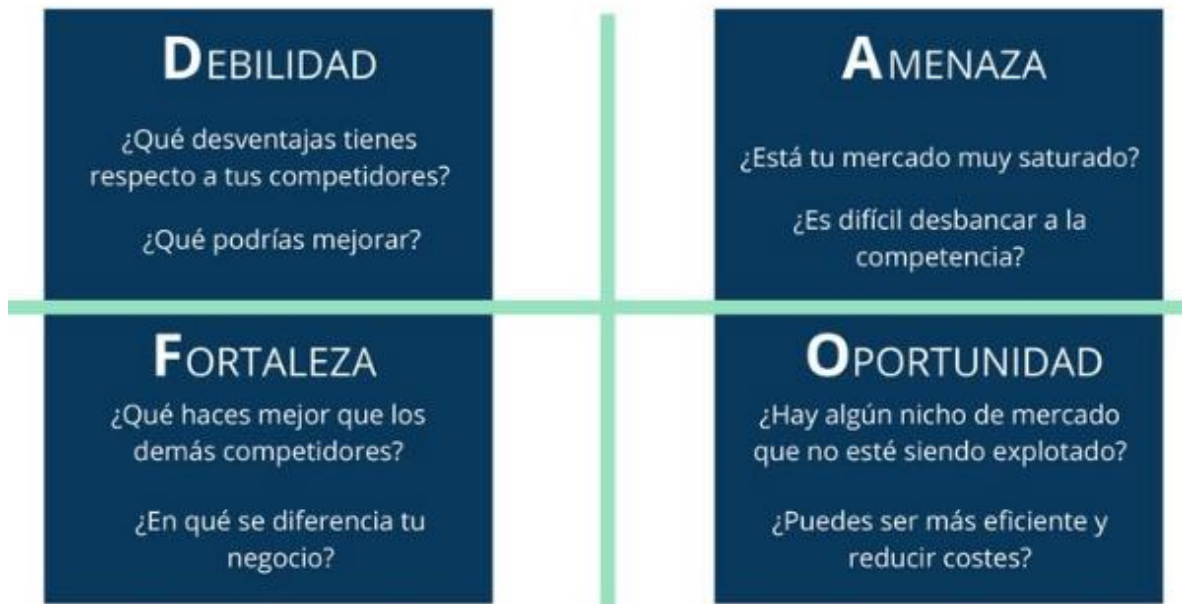 DEBILIDAD
¿Qué desventajas tienes
respecto a tus competidores?
¿Qué podrías mejorar?
AMENAZA
¿Está tu mercado muy saturado?
¿Es difícil desbancar a la
competencia?
FORTALEZA
¿Qué haces mejor que los
demás competidores?
¿En qué se diferencia tu
negocio?
OPORTUNIDAD
¿Hay algún nicho de mercado
que no esté siendo explotado?
¿Puedes ser más eficiente y
reducir costes?